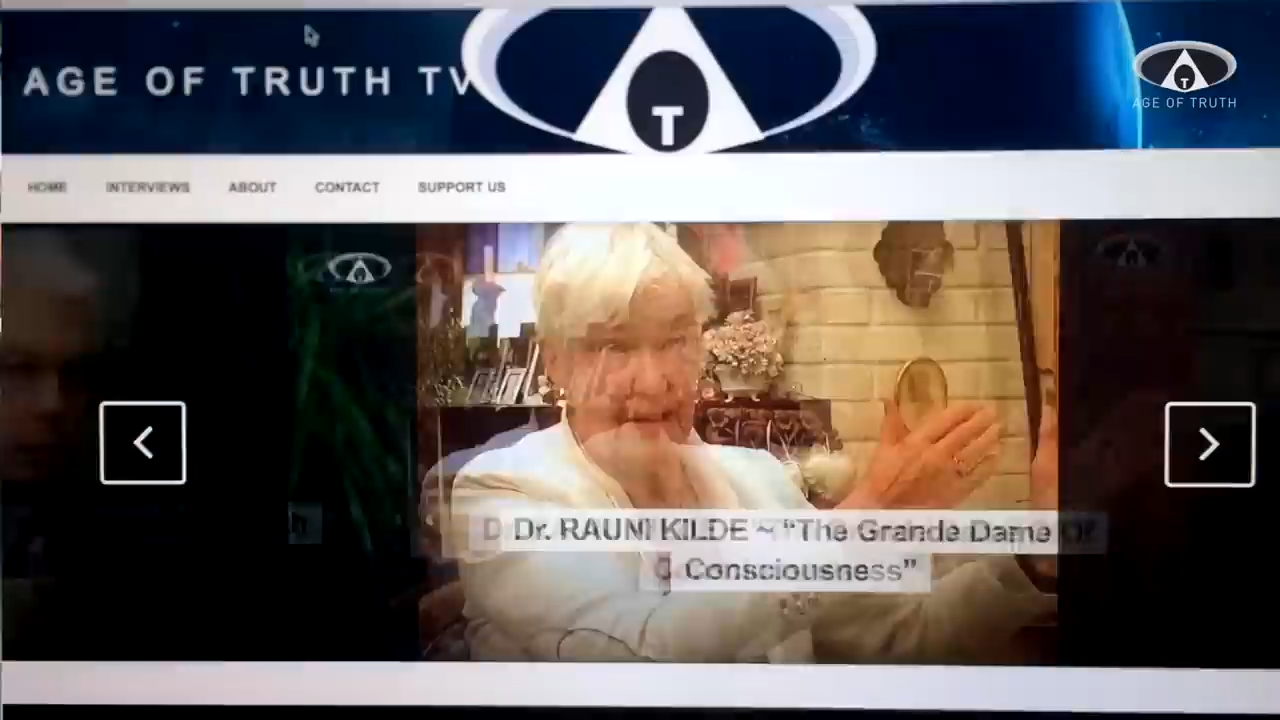 AGE OF TRUTH TV
T
T
AGE OF TRUTH
HOME INTERVIEWS ABOUT CONTACT SUPPORT US
h
Dr. RAUNI KILDE ~ "The Grande Dame Of
Consciousness"